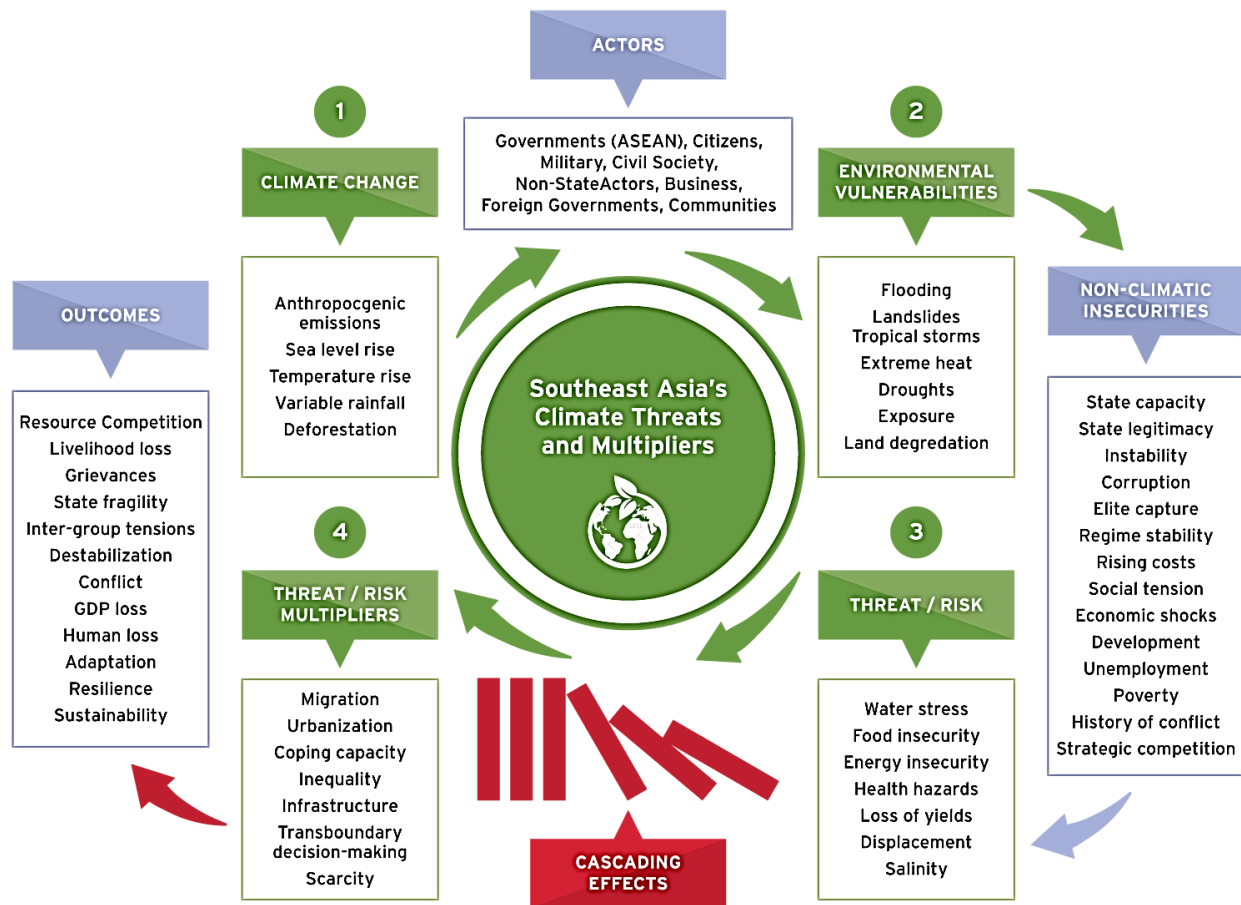 ACTORS
Governments (ASEAN), Citizens,
Military, Civil Society,
Non-StateActors, Business,
Foreign Governments, Communities
1
CLIMATE CHANGE
Anthropocgenic
emissions
Sea level rise
Temperature rise
Variable rainfall
Deforestation
2
ENVIRONMENTAL
VULNERABILITIES
Flooding
Landslides
Tropical storms
Extreme heat
Droughts
Exposure
Land degredation
NON-CLIMATIC
INSECURITIES
State capacity
State legitimacy
Instability
Corruption
Elite capture
Regime stability
Rising costs
Social tension
Economic shocks
Development
Unemployment
Poverty
History of conflict
Strategic competition
Southeast Asia's
Climate Threats
and Multipliers
3
THREAT / RISK
Water stress
Food insecurity
Energy insecurity
Health hazards
Loss of yields
Displacement
Salinity
CASCADING
EFFECTS
4
THREAT / RISK
MULTIPLIERS
Migration
Urbanization
Coping capacity
Inequality
Infrastructure
Transboundary
decision-making
Scarcity
OUTCOMES
Resource Competition
Livelihood loss
Grievances
State fragility
Inter-group tensions
Destabilization
Conflict
GDP loss
Human loss
Adaptation
Resilience
Sustainability